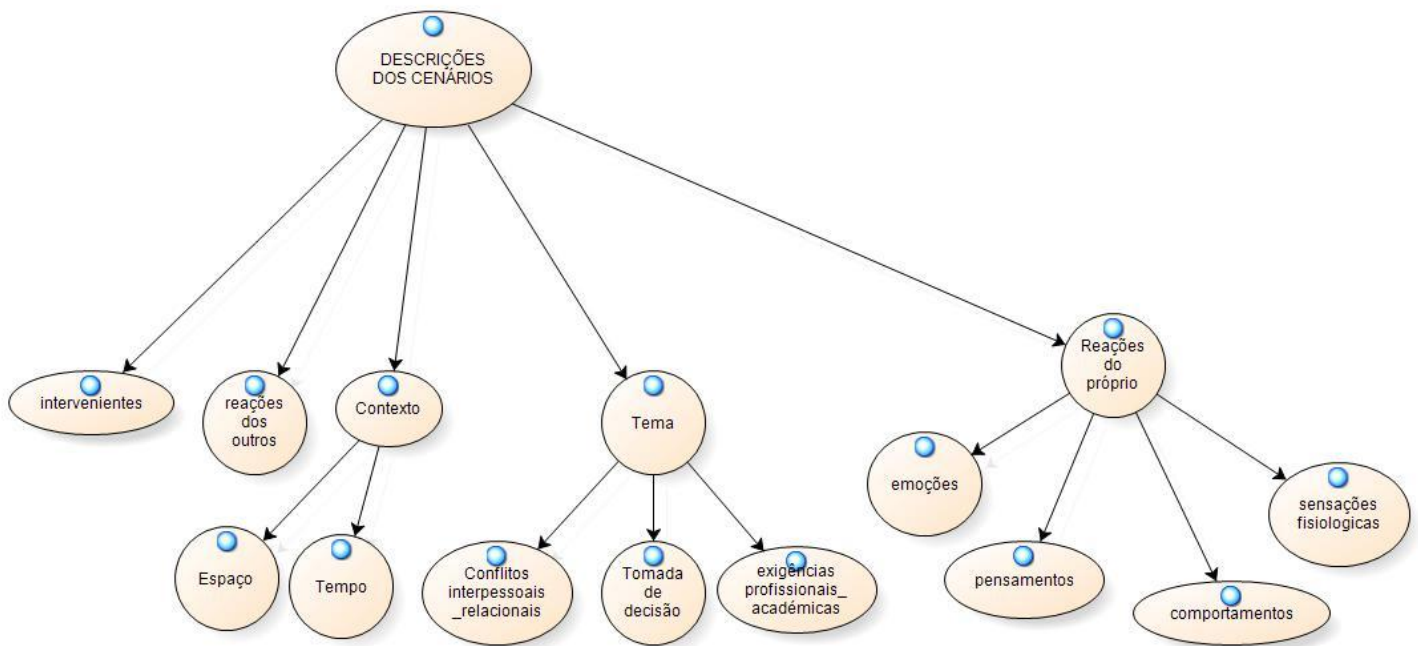 DESCRIÇÕES
DOS CENÁRIOS
intervenientes
reações
dos
outros
Contexto
Tema
Reações
do
próprio
Espaço
Tempo
Conflitos
interpessoais
_relacionais
Tomada
de
decisão
exigências
profissionais_
académicas
emoções
pensamentos
comportamentos
sensações
fisiologicas